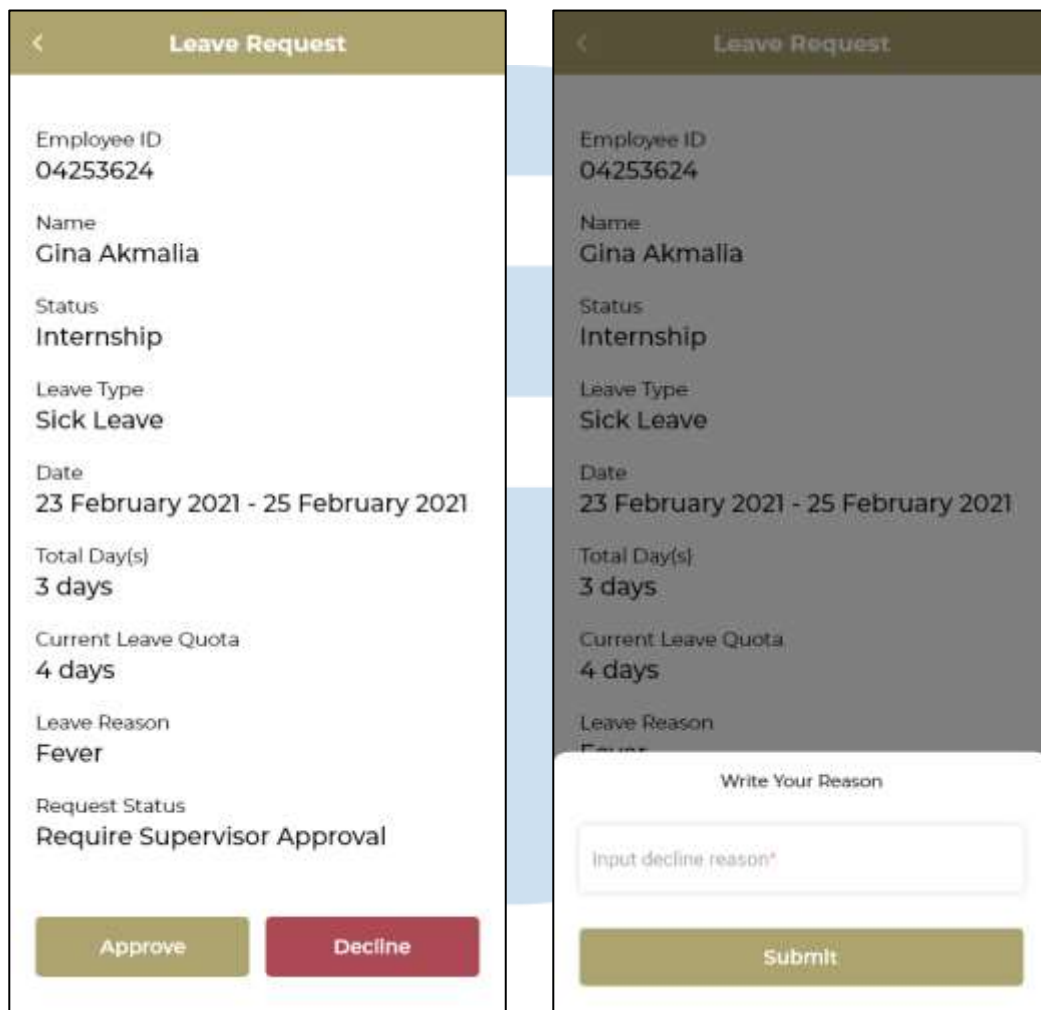 Leave Request
Employee ID
04253624
Name
Gina Akmalia
Status
Internship
Leave Type
Sick Leave
Date
23 February 2021 - 25 February 2021
Total Day(s)
3 days
Current Leave Quota
4 days
Leave Reason
Fever
Request Status
Require Supervisor Approval
Approve
Decline
Leave Request
Employee ID
04253624
Name
Gina Akmalia
Status
Internship
Leave Type
Sick Leave
Date
23 February 2021 - 25 February 2021
Total Day(s)
3 days
Current Leave Quota
4 days
Leave Reason
Fever
Write Your Reason
Input decline reason*
Submit